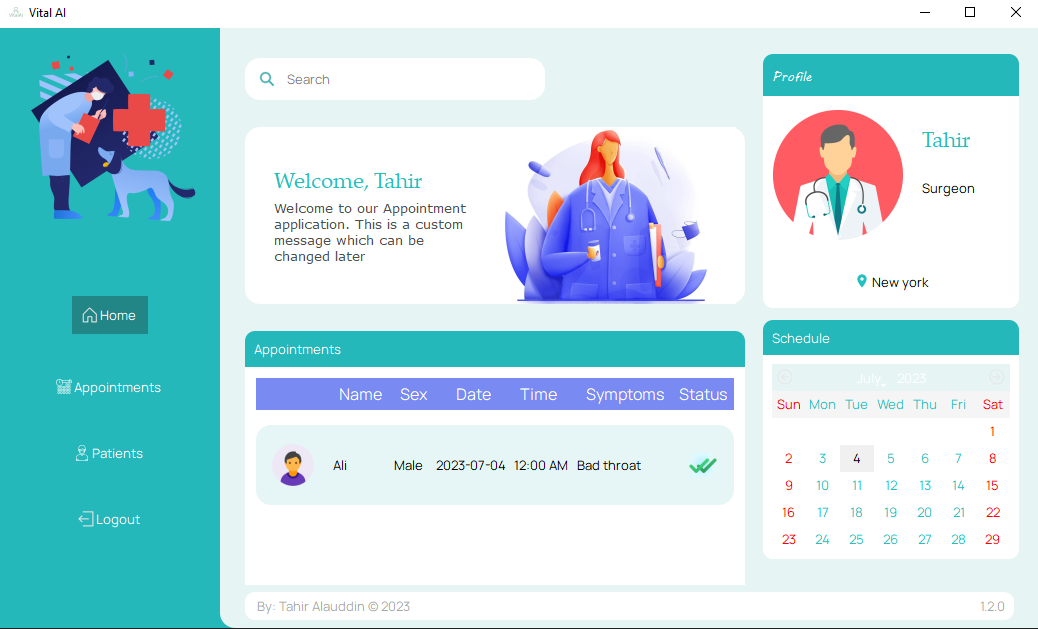 Vital AI
Search
Welcome, Tahir
Welcome to our Appointment
application. This is a custom
message which can be
changed later
Home
Appointments
Patients
Logout
Appointments
Name Sex Date Time Symptoms Status
Ali Male 2023-07-04 12:00 AM Bad throat
Profile
Tahir
Surgeon
New york
Schedule
July 2023
Sun Mon Tue Wed Thu Fri Sat
1
2 3 4 5 6 7 8
9 10 11 12 13 14 15
16 17 18 19 20 21 22
23 24 25 26 27 28 29
By: Tahir Alauddin © 2023
1.2.0